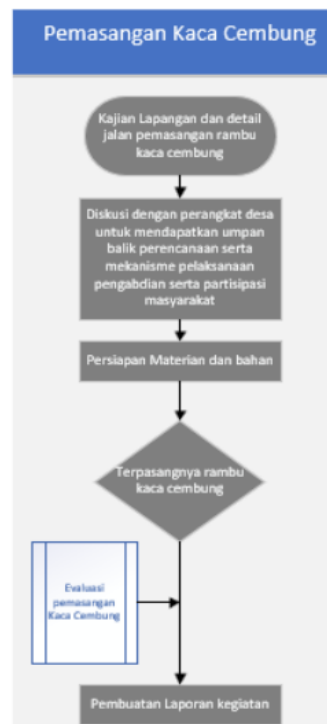 Pemasangan Kaca Cembung
Kajian Lapangan dan detail
jalan pemasangan rambu
kaca cembung
Diskusi dengan perangkat desa
untuk mendapatkan umpan
balik perencanaan serta
mekanisme pelaksanaan
pengabdian serta partisipasi
masyarakat
Persiapan Materian dan bahan
Terpasangnya rambu
kaca cembung
Evaluasi
pemasangan
Kaca Cembung
Pembuatan Laporan kegiatan